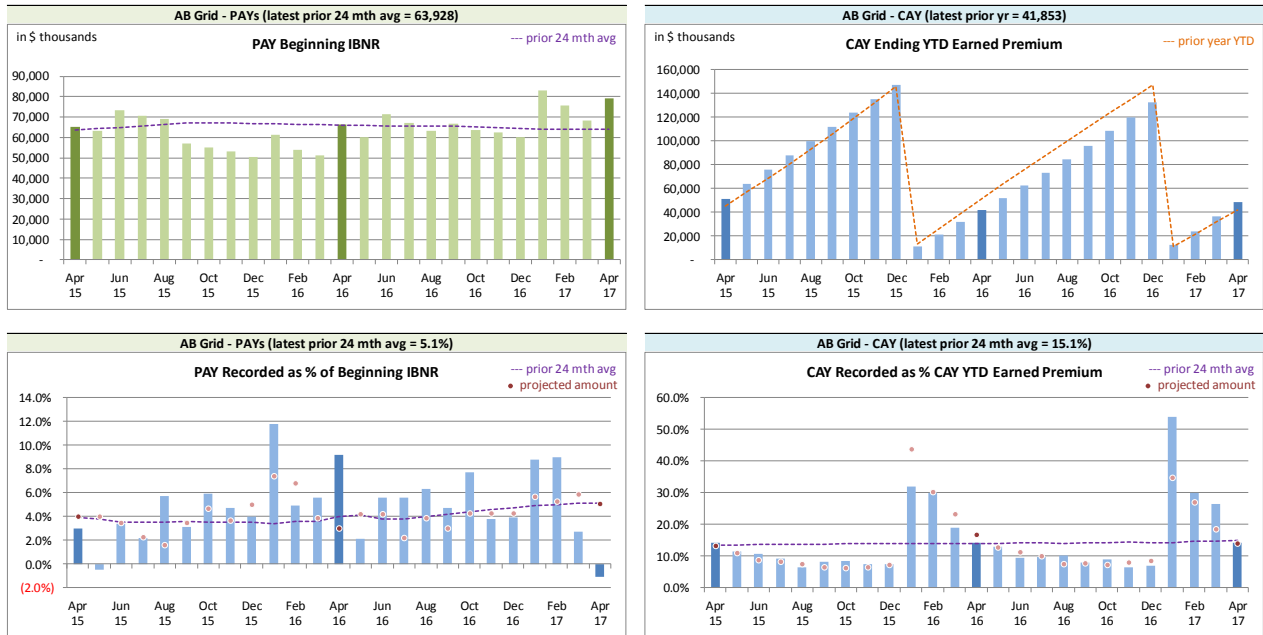 AB Grid - PAYs (latest prior 24 mth avg = 63,928)
in $ thousands
PAY Beginning IBNR
--- prior 24 mth avg
90,000
80,000
70,000
60,000
50,000
40,000
30,000
20,000
10,000
-
Apr Jun Aug Oct Dec Feb Apr Jun Aug Oct Dec Feb Apr
15 15 15 15 15 16 16 16 16 16 16 17 17
AB Grid - CAY (latest prior yr = 41,853)
in $ thousands
CAY Ending YTD Earned Premium
--- prior year YTD
160,000
140,000
120,000
100,000
80,000
60,000
40,000
20,000
-
Apr Jun Aug Oct Dec Feb Apr Jun Aug Oct Dec Feb Apr
15 15 15 15 15 16 16 16 16 16 16 17 17
AB Grid - PAYs (latest prior 24 mth avg = 5.1%)
PAY Recorded as % of Beginning IBNR
--- prior 24 mth avg
projected amount
14.0%
12.0%
10.0%
8.0%
6.0%
4.0%
2.0%
0.0%
(2.0%)
Apr Jun Aug Oct Dec Feb Apr Jun Aug Oct Dec Feb Apr
15 15 15 15 15 16 16 16 16 16 16 17 17
AB Grid - CAY (latest prior 24 mth avg = 15.1%)
CAY Recorded as % CAY YTD Earned Premium
--- prior 24 mth avg
projected amount
60.0%
50.0%
40.0%
30.0%
20.0%
10.0%
0.0%
Apr Jun Aug Oct Dec Feb Apr Jun Aug Oct Dec Feb Apr
15 15 15 15 15 16 16 16 16 16 16 17 17